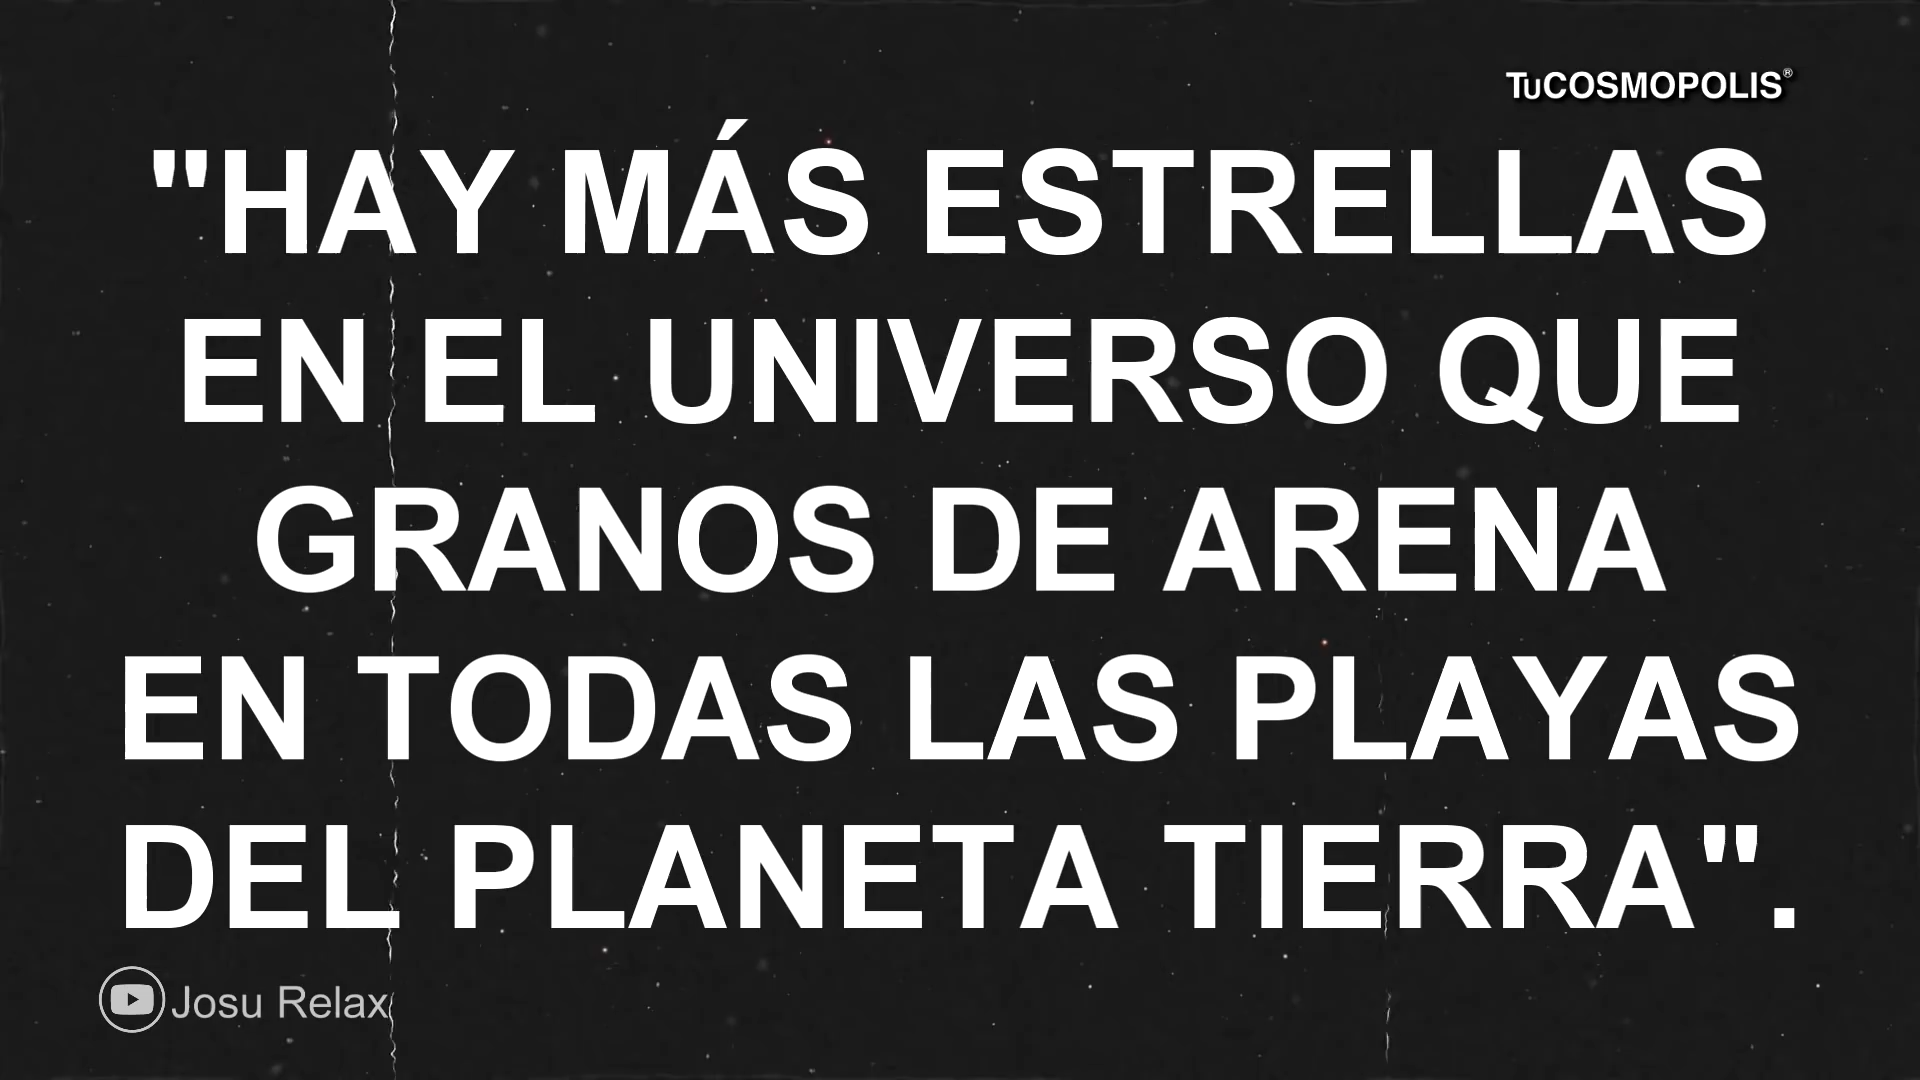 TuCOSMOPOLIS®
"HAY MÁS ESTRELLAS
EN EL UNIVERSO QUE
GRANOS DE ARENA
EN TODAS LAS PLAYAS
DEL PLANETA TIERRA".
Josu Relax